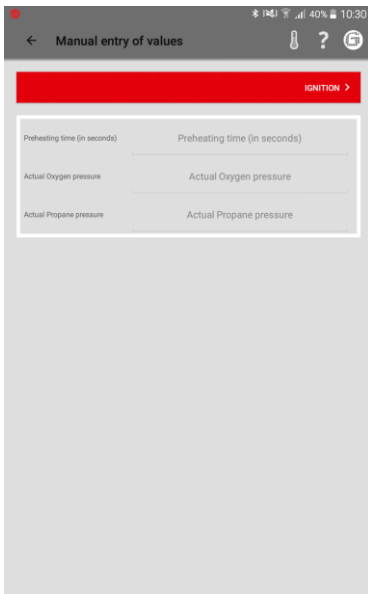 40% 10:30
Manual entry of values ?
IGNITION >
Preheating time (in seconds) Preheating time (in seconds)
Actual Oxygen pressure Actual Oxygen pressure
Actual Propane pressure Actual Propane pressure